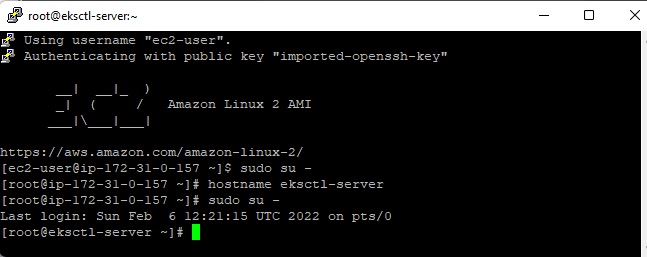 root@eksctl-server:~
Using username "ec2-user".
Authenticating with public key "imported-openssh-key"
       __|  __|_  )
       _|  (     /   Amazon Linux 2 AMI
      ___|\___|___|
https://aws.amazon.com/amazon-linux-2/
[ec2-user@ip-172-31-0-157 ~]$ sudo su -
[root@ip-172-31-0-157 ~]# hostname eksctl-server
[root@ip-172-31-0-157 ~]# sudo su -
Last login: Sun Feb  6 12:21:15 UTC 2022 on pts/0
[root@eksctl-server ~]#